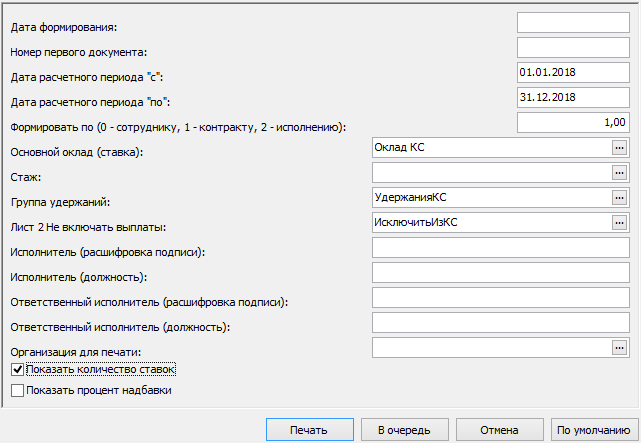 Дата формирования:
Номер первого документа:
Дата расчетного периода "с": 01.01.2018
Дата расчетного периода "по": 31.12.2018
Формировать по (0 - сотруднику, 1 - контракту, 2 - исполнению): 1,00
Основной оклад (ставка): Оклад КС ...
Стаж: ...
Группа удержаний: УдержанияКС ...
Лист 2 Не включать выплаты: ИсключитьИзКС ...
Исполнитель (расшифровка подписи):
Исполнитель (должность):
Ответственный исполнитель (расшифровка подписи):
Ответственный исполнитель (должность):
Организация для печати: ...
Показать количество ставок
Показать процент надбавки
Печать В очередь Отмена По умолчанию